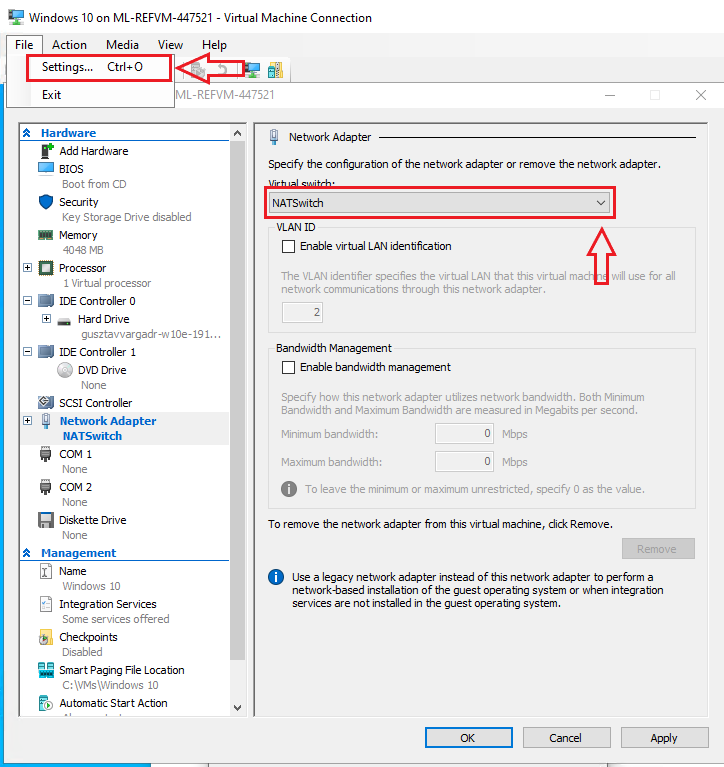 Windows 10 on ML-REFVM-447521 - Virtual Machine Connection
File Action Media View Help
Settings... Ctrl+O
Exit
ML-REFVM-447521
Hardware
Add Hardware
BIOS
Boot from CD
Security
Key Storage Drive disabled
Memory
4048 MB
Processor
1 Virtual processor
IDE Controller 0
Hard Drive
gusztavvargadr-w10e-191...
IDE Controller 1
DVD Drive
None
SCSI Controller
Network Adapter
NATSwitch
COM 1
None
COM 2
None
Diskette Drive
None
Management
Name
Windows 10
Integration Services
Some services offered
Checkpoints
Disabled
Smart Paging File Location
C:\VMs\Windows 10
Automatic Start Action
Network Adapter
Specify the configuration of the network adapter or remove the network adapter.
Virtual switch:
NATSwitch
VLAN ID
Enable virtual LAN identification
The VLAN identifier specifies the virtual LAN that this virtual machine will use for all
network communications through this network adapter.
2
Bandwidth Management
Enable bandwidth management
Specify how this network adapter utilizes network bandwidth. Both Minimum
Bandwidth and Maximum Bandwidth are measured in Megabits per second.
Minimum bandwidth: 0 Mbps
Maximum bandwidth: 0 Mbps
To leave the minimum or maximum unrestricted, specify 0 as the value.
To remove the network adapter from this virtual machine, click Remove.
Remove
Use a legacy network adapter instead of this network adapter to perform a
network-based installation of the guest operating system or when integration
services are not installed in the guest operating system.
OK Cancel Apply